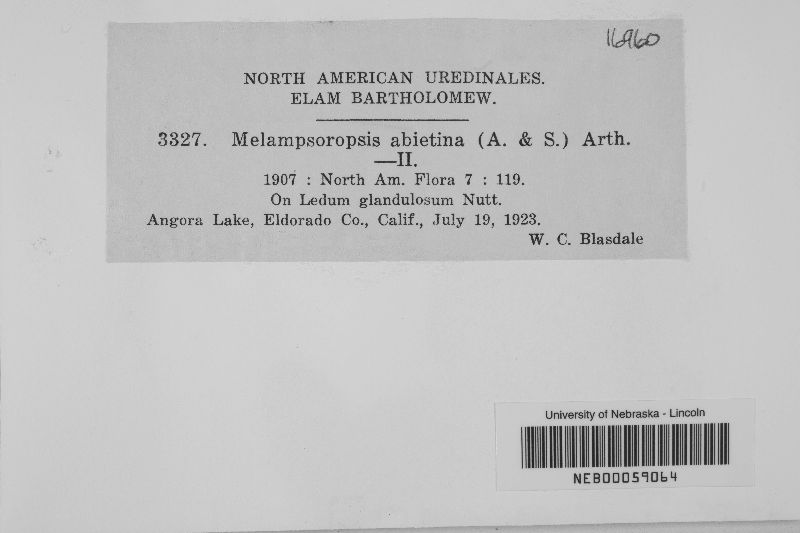 16960
NORTH AMERICAN UREDINALES.
ELAM BARTHOLOMEW.
3327. Melampsoropsis abietina (A. & S.) Arth.
—II.
1907 : North Am. Flora 7 : 119.
On Ledum glandulosum Nutt.
Angora Lake, Eldorado Co., Calif., July 19, 1923.
W. C. Blasdale
University of Nebraska - Lincoln
NEB00059064